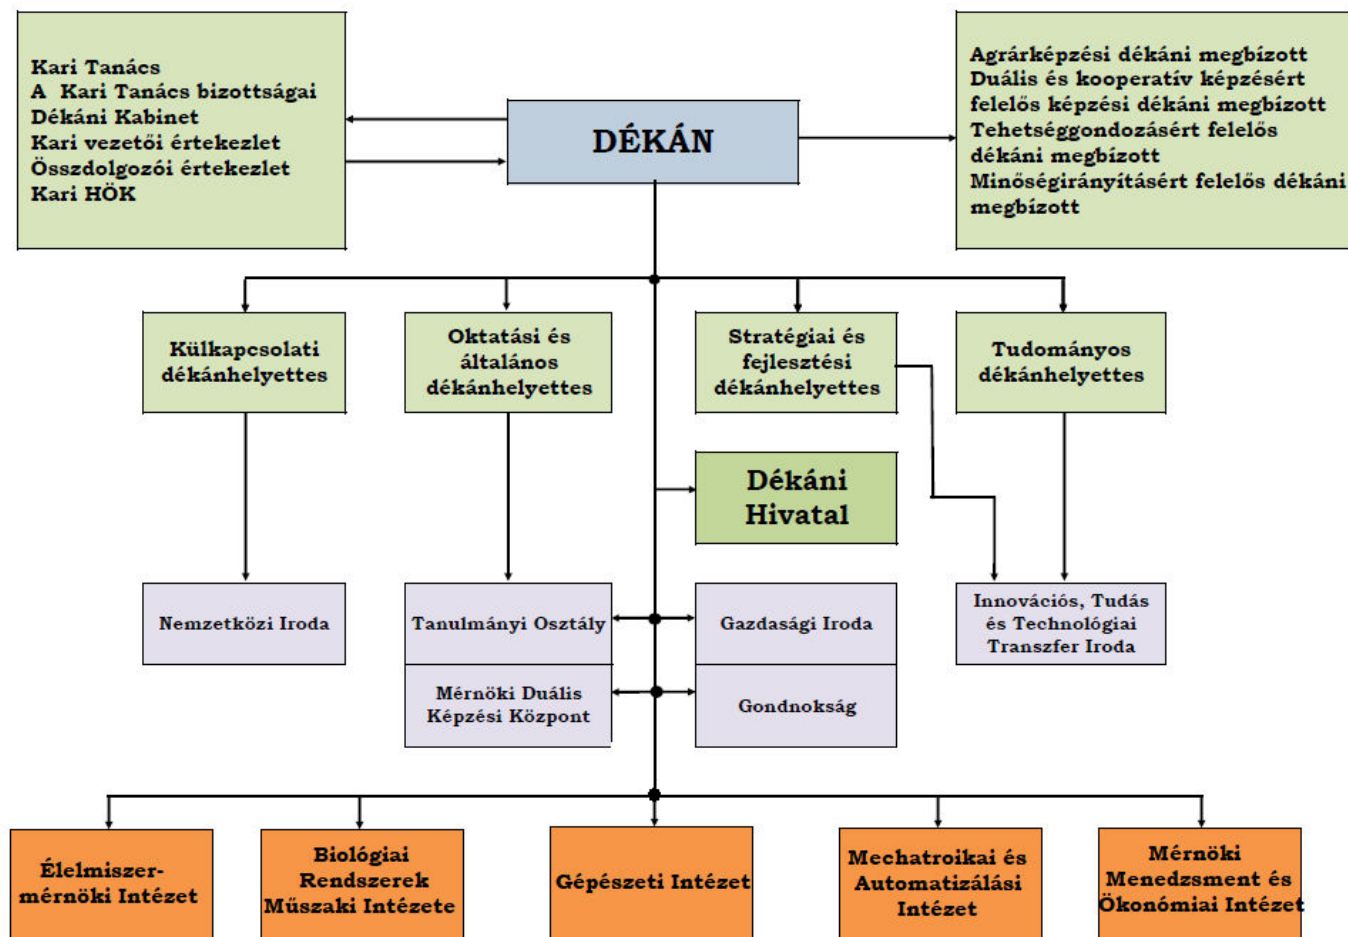 Kari Tanács
A Kari Tanács bizottságai
Dékáni Kabinet
Kari vezetői értekezlet
Összdolgozói értekezlet
Kari HÖK
DÉKÁN
Agrárképzési dékáni megbízott
Duális és kooperatív képzésért
felelős képzési dékáni megbízott
Tehetséggondozásért felelős
dékáni megbízott
Minőségirányításért felelős dékáni
megbízott
Külkapcsolati
dékánhelyettes
Oktatási és
általános
dékánhelyettes
Stratégiai és
fejlesztési
dékánhelyettes
Tudományos
dékánhelyettes
Dékáni
Hivatal
Nemzetközi Iroda
Tanulmányi Osztály
Gazdasági Iroda
Innovációs, Tudás
és Technológiai
Transzfer Iroda
Mérnöki Duális
Képzési Központ
Gondnokság
Élelmiszer-
mérnöki Intézet
Biológiai
Rendszerek
Műszaki Intézete
Gépészeti Intézet
Mechatroikai és
Automatizálási
Intézet
Mérnöki
Menedzsment és
Ökonómiai Intézet